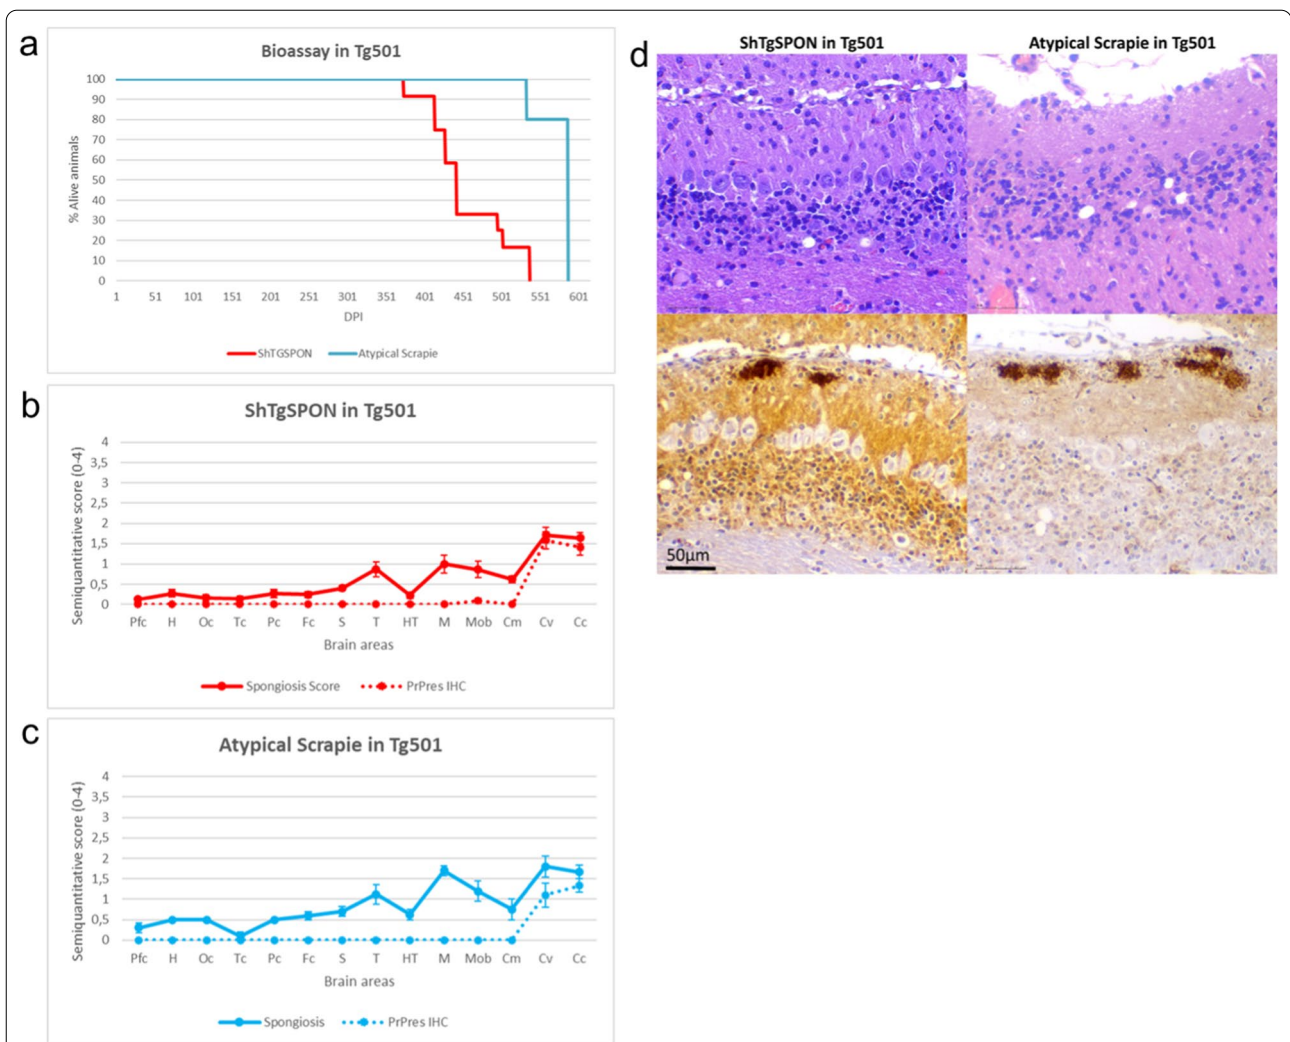 a
Bioassay in Tg501
% Alive animals
100
90
80
70
60
50
40
30
20
10
0
1 51 101 151 201 251 301 351 401 451 501 551 601
DPI
ShTGSPON Atypical Scrapie
b
ShTgSPON in Tg501
Semiquantitative score (0-4)
4
3,5
3
2,5
2
1,5
1
0,5
0
Pfc H Oc Tc Pc Fc S T HT M Mob Cm Cv Cc
Brain areas
Spongiosis Score PrPres IHC
c
Atypical Scrapie in Tg501
Semiquantitative score (0-4)
4
3,5
3
2,5
2
1,5
1
0,5
0
Pfc H Oc Tc Pc Fc S T HT M Mob Cm Cv Cc
Brain areas
Spongiosis PrPres IHC
d
ShTgSPON in Tg501 Atypical Scrapie in Tg501
50µm